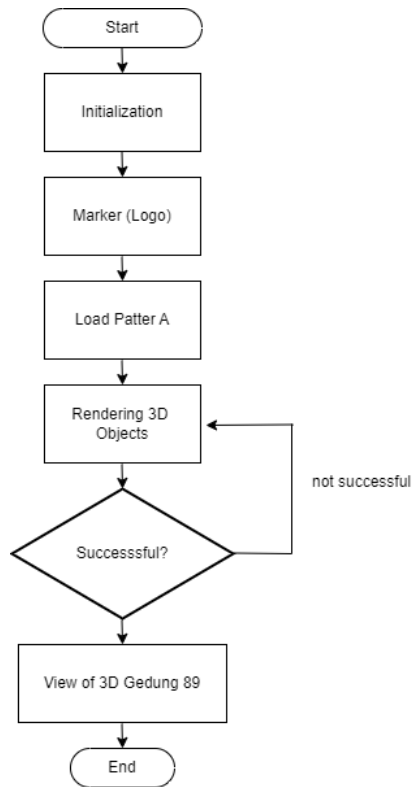 Start
Initialization
Marker (Logo)
Load Patter A
Rendering 3D
Objects
not successful
Successsful?
View of 3D Gedung 89
End